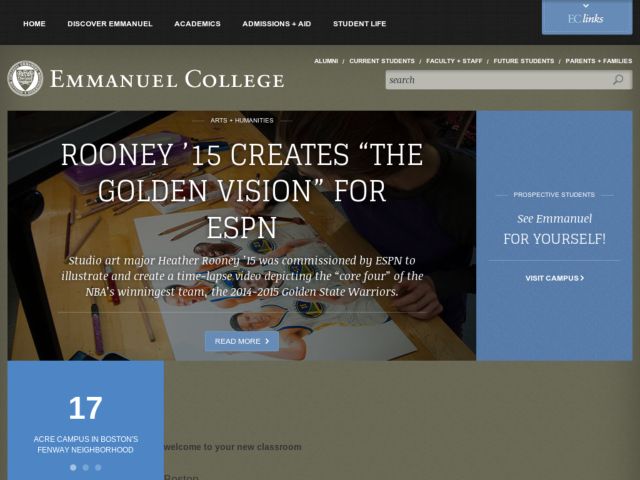 HOME DISCOVER EMMANUEL ACADEMICS ADMISSIONS + AID STUDENT LIFE
EC links
ALUMNI / CURRENT STUDENTS / FACULTY + STAFF / FUTURE STUDENTS / PARENTS + FAMILIES
EMMANUEL COLLEGE
search
ARTS + HUMANITIES
ROONEY ’15 CREATES “THE
GOLDEN VISION” FOR
ESPN
Studio art major Heather Rooney ’15 was commissioned by ESPN to
illustrate and create a time-lapse video depicting the “core four” of the
NBA’s winningest team, the 2014-2015 Golden State Warriors.
READ MORE
PROSPECTIVE STUDENTS
See Emmanuel
FOR YOURSELF!
VISIT CAMPUS
17
ACRE CAMPUS IN BOSTON'S
FENWAY NEIGHBORHOOD
welcome to your new classroom
Boston